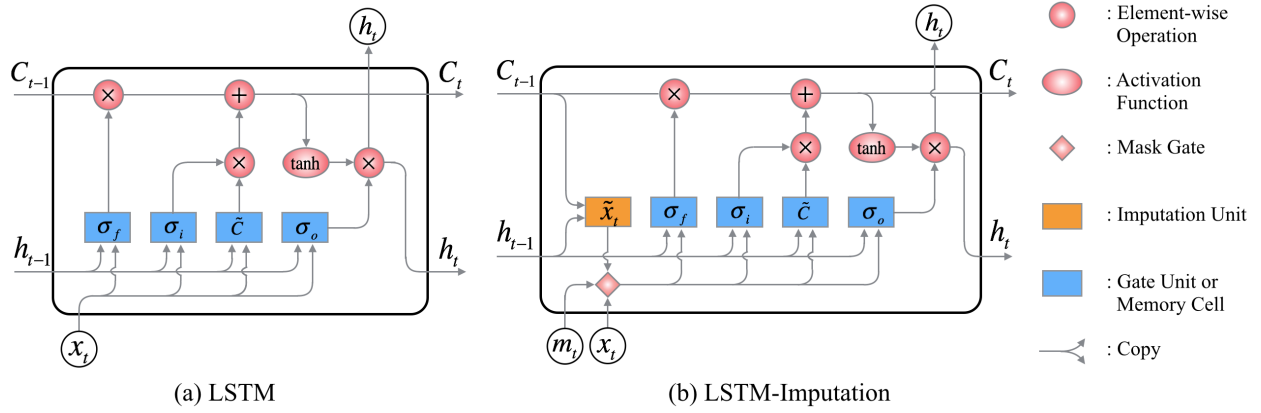 h_t
C_{t-1}
C_t
×
+
×
tanh
×
σ_f
σ_i
c̃
σ_o
h_{t-1}
h_t
x_t
(a) LSTM
h_t
C_{t-1}
C_t
×
+
×
tanh
×
x̃_t
σ_f
σ_i
c̃
σ_o
h_{t-1}
h_t
m_t
x_t
(b) LSTM-Imputation
: Element-wise
Operation
: Activation
Function
: Mask Gate
: Imputation Unit
: Gate Unit or
Memory Cell
: Copy